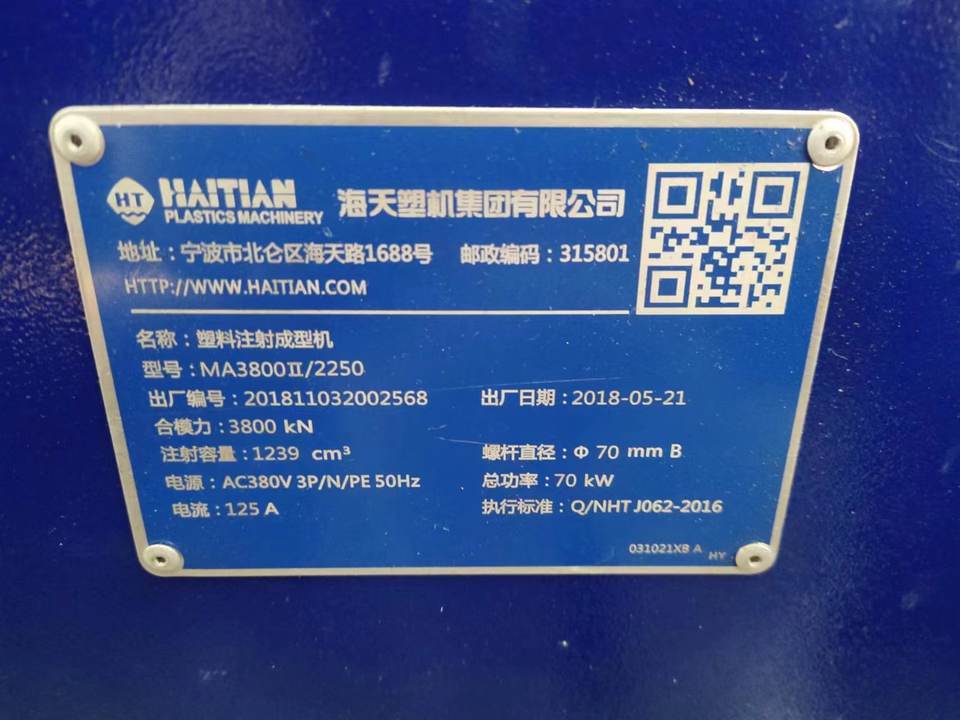 HT HAITIAN PLASTICS MACHINERY 海天塑机集团有限公司
地址：宁波市北仑区海天路1688号 邮政编码：315801
HTTP://WWW.HAITIAN.COM
名称：塑料注射成型机
型号：MA3800Ⅱ/2250
出厂编号：201811032002568 出厂日期：2018-05-21
合模力：3800 kN
注射容量：1239 cm³ 螺杆直径：Φ 70 mm B
电源：AC380V 3P/N/PE 50Hz 总功率：70 kW
电流：125 A 执行标准：Q/NHT J062-2016
031021XB A HY